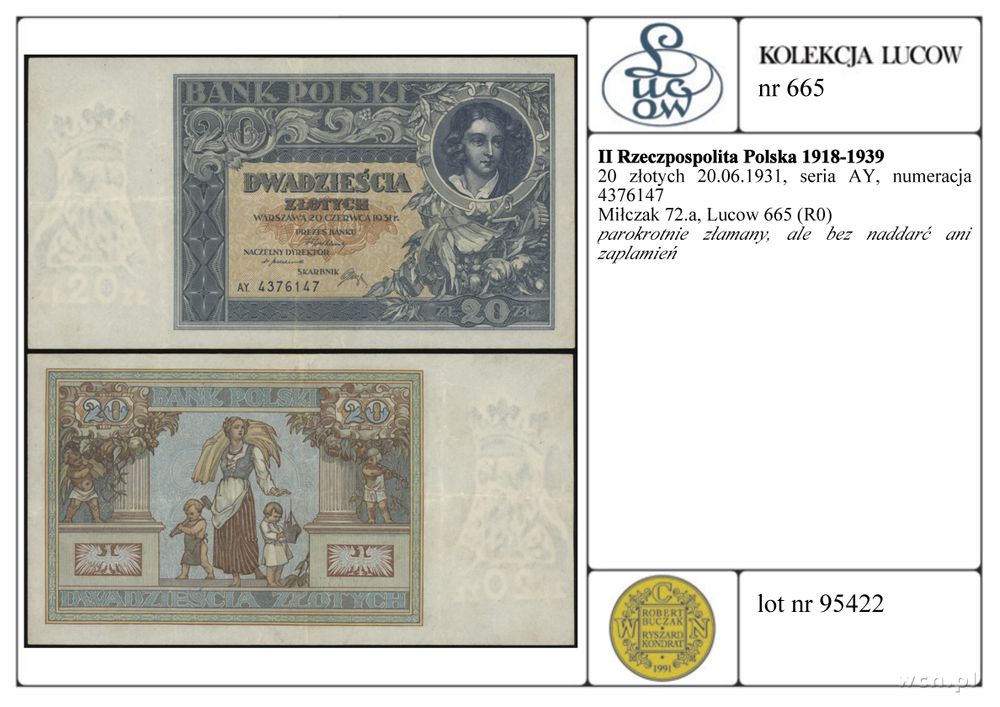 BANK POLSKI
20
DWADZIEŚCIA
ZŁOTYCH
WARSZAWA 20 CZERWCA 1931 r.
PREZES BANKU
NACZELNY DYREKTOR
SKARBNIK
AY. 4376147
ZŁ 20 ZŁ
20 BANK POLSKI 20
DWADZIEŚCIA ZŁOTYCH
Lucow
KOLEKCJA LUCOW
nr 665
II Rzeczpospolita Polska 1918-1939
20 złotych 20.06.1931, seria AY, numeracja
4376147
Miłczak 72.a, Lucow 665 (R0)
parokrotnie złamany, ale bez naddarć ani
zaplamień
WCN
ROBERT
BUCZAK
RYSZARD
KONDRAT
1991
lot nr 95422
wcn.pl